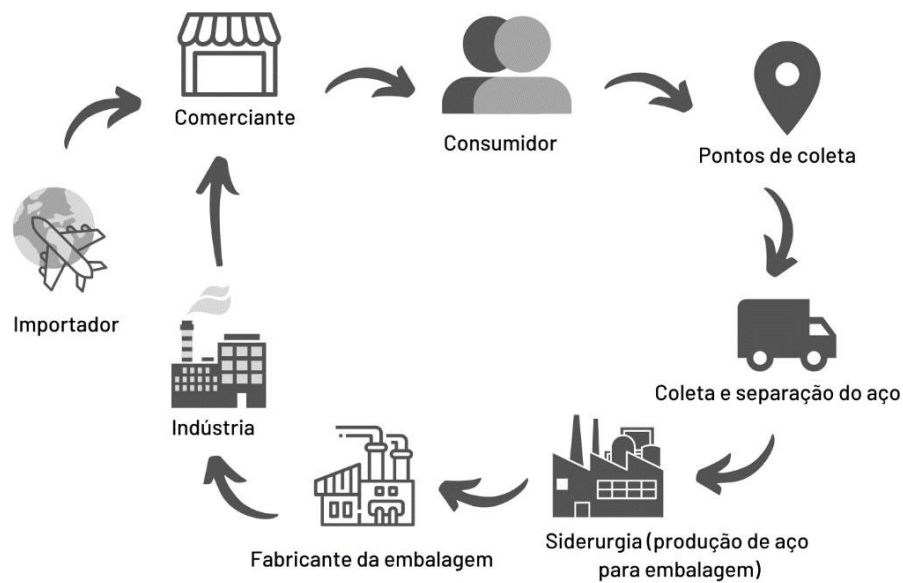 Comerciante
Consumidor
Pontos de coleta
Importador
Coleta e separação do aço
Indústria
Siderurgia (produção de aço
para embalagem)
Fabricante da embalagem